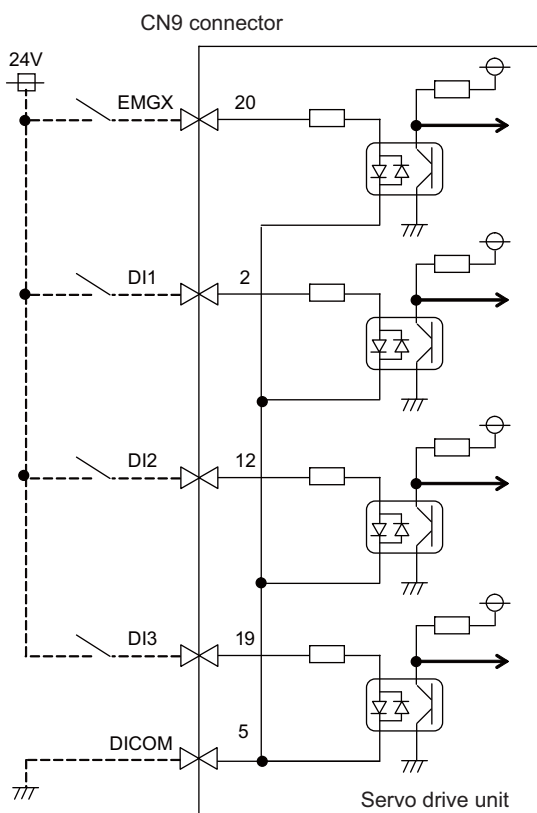 CN9 connector
24V
EMGX 20
DI1 2
DI2 12
DI3 19
DICOM 5
Servo drive unit